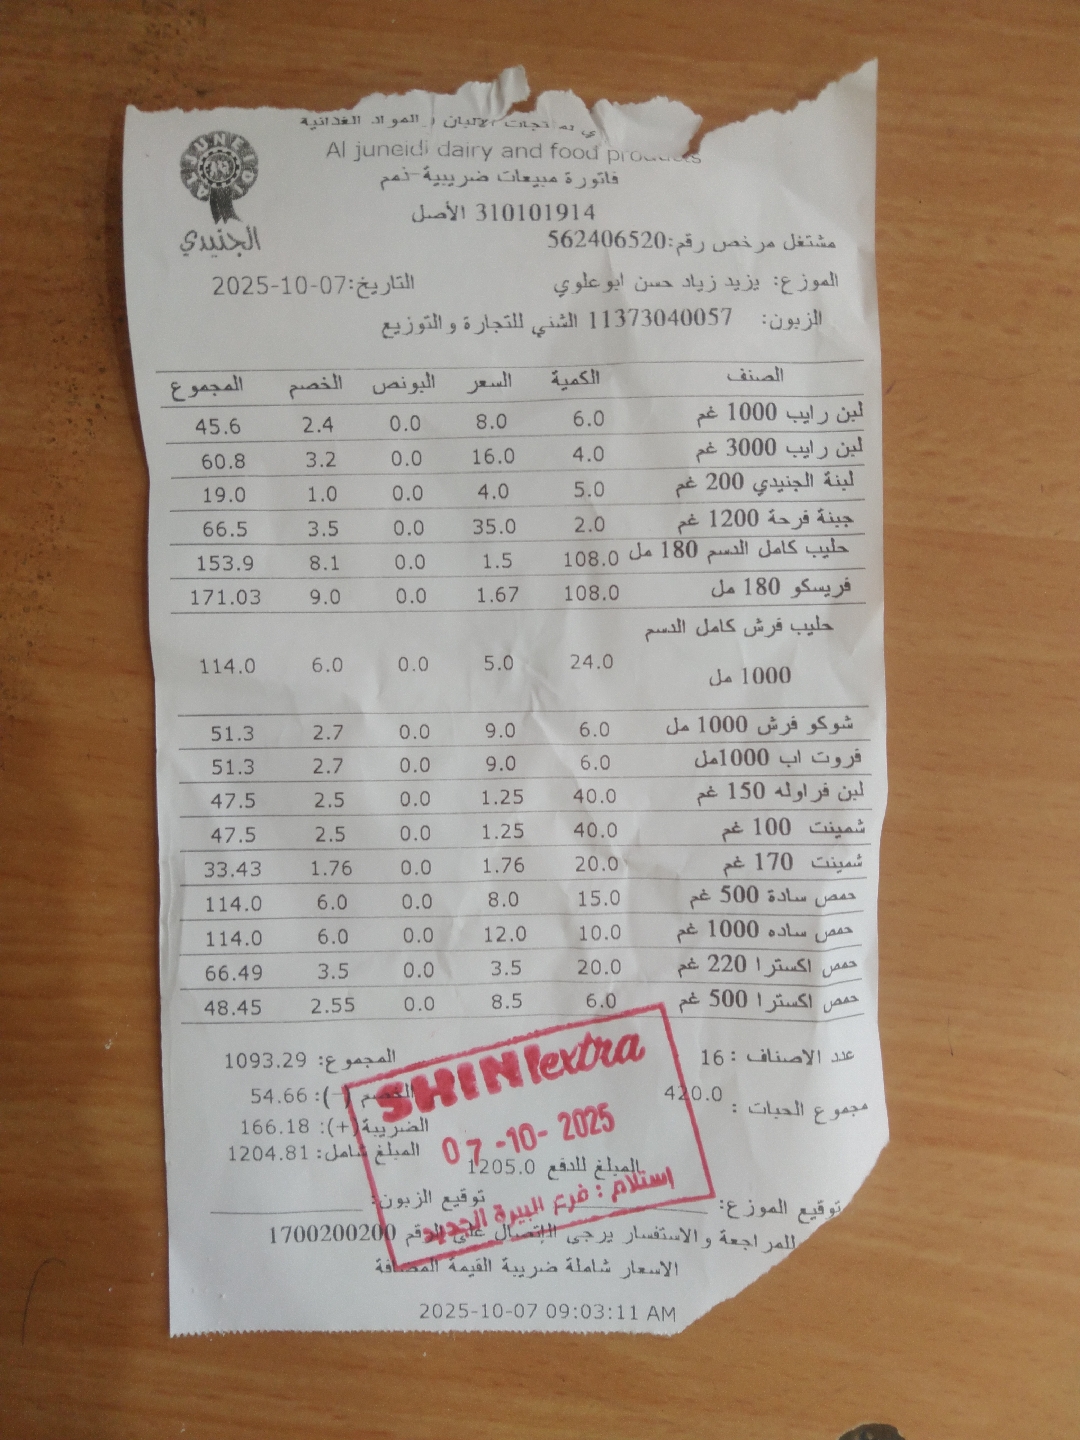 لمنتجات الالبان والمواد الغذائية
Al juneidi dairy and food products
AL JUNEIDI
الجنيدي
فاتورة مبيعات ضريبية-ذمم
310101914 الأصل
مشتغل مرخص رقم:562406520
الموزع: يزيد زياد حسن ابوعلوي التاريخ:2025-10-07
الزبون: 11373040057 الشني للتجارة والتوزيع
الصنف الكمية السعر البونص الخصم المجموع
لبن رايب 1000 غم 6.0 8.0 0.0 2.4 45.6
لبن رايب 3000 غم 4.0 16.0 0.0 3.2 60.8
لبنة الجنيدي 200 غم 5.0 4.0 0.0 1.0 19.0
جبنة فرحة 1200 غم 2.0 35.0 0.0 3.5 66.5
حليب كامل الدسم 180 مل 108.0 1.5 0.0 8.1 153.9
فريسكو 180 مل 108.0 1.67 0.0 9.0 171.03
حليب فرش كامل الدسم
1000 مل 24.0 5.0 0.0 6.0 114.0
شوكو فرش 1000 مل 6.0 9.0 0.0 2.7 51.3
فروت اب 1000مل 6.0 9.0 0.0 2.7 51.3
لبن فراوله 150 غم 40.0 1.25 0.0 2.5 47.5
شمينت 100 غم 40.0 1.25 0.0 2.5 47.5
شمينت 170 غم 20.0 1.76 0.0 1.76 33.43
حمص سادة 500 غم 15.0 8.0 0.0 6.0 114.0
حمص ساده 1000 غم 10.0 12.0 0.0 6.0 114.0
حمص اكسترا 220 غم 20.0 3.5 0.0 3.5 66.49
حمص اكسترا 500 غم 6.0 8.5 0.0 2.55 48.45
عدد الاصناف : 16 المجموع: 1093.29
مجموع الحبات : 420.0 الخصم (-): 54.66
الضريبة(+): 166.18
المبلغ شامل: 1204.81
المبلغ للدفع 1205.0
SHINI extra
07-10-2025
استلام : فرع البيرة الجديد
توقيع الموزع: توقيع الزبون:
للمراجعة والاستفسار يرجى الإتصال على الرقم 1700200200
الاسعار شاملة ضريبة القيمة المضافة
2025-10-07 09:03:11 AM